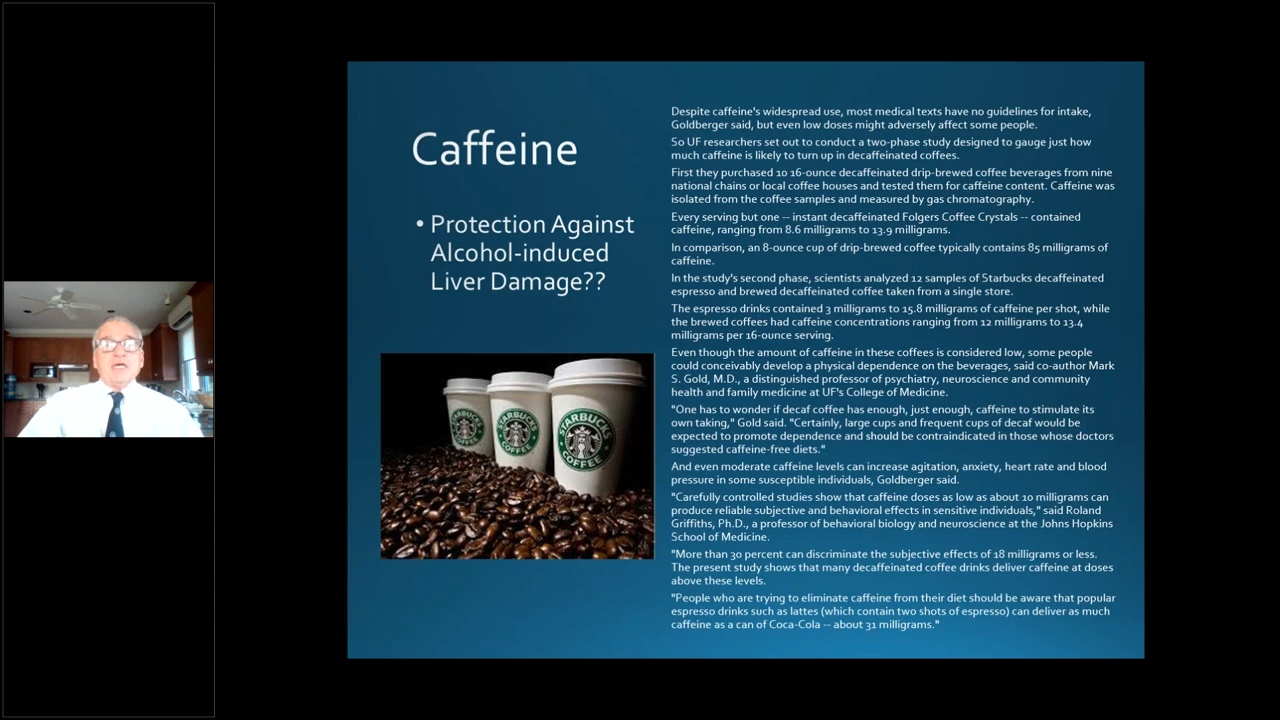 Caffeine
• Protection Against
Alcohol-induced
Liver Damage??
STARBUCKS
COFFEE
STARBUCKS
COFFEE
STARBUCKS
COFFEE
Despite caffeine's widespread use, most medical texts have no guidelines for intake,
Goldberger said, but even low doses might adversely affect some people.
So UF researchers set out to conduct a two-phase study designed to gauge just how
much caffeine is likely to turn up in decaffeinated coffees.
First they purchased 10 16-ounce decaffeinated drip-brewed coffee beverages from nine
national chains or local coffee houses and tested them for caffeine content. Caffeine was
isolated from the coffee samples and measured by gas chromatography.
Every serving but one -- instant decaffeinated Folgers Coffee Crystals -- contained
caffeine, ranging from 8.6 milligrams to 13.9 milligrams.
In comparison, an 8-ounce cup of drip-brewed coffee typically contains 85 milligrams of
caffeine.
In the study's second phase, scientists analyzed 12 samples of Starbucks decaffeinated
espresso and brewed decaffeinated coffee taken from a single store.
The espresso drinks contained 3 milligrams to 15.8 milligrams of caffeine per shot, while
the brewed coffees had caffeine concentrations ranging from 12 milligrams to 13.4
milligrams per 16-ounce serving.
Even though the amount of caffeine in these coffees is considered low, some people
could conceivably develop a physical dependence on the beverages, said co-author Mark
S. Gold, M.D., a distinguished professor of psychiatry, neuroscience and community
health and family medicine at UF's College of Medicine.
"One has to wonder if decaf coffee has enough, just enough, caffeine to stimulate its
own taking," Gold said. "Certainly, large cups and frequent cups of decaf would be
expected to promote dependence and should be contraindicated in those whose doctors
suggested caffeine-free diets."
And even moderate caffeine levels can increase agitation, anxiety, heart rate and blood
pressure in some susceptible individuals, Goldberger said.
"Carefully controlled studies show that caffeine doses as low as about 10 milligrams can
produce reliable subjective and behavioral effects in sensitive individuals," said Roland
Griffiths, Ph.D., a professor of behavioral biology and neuroscience at the Johns Hopkins
School of Medicine.
"More than 30 percent can discriminate the subjective effects of 18 milligrams or less.
The present study shows that many decaffeinated coffee drinks deliver caffeine at doses
above these levels.
"People who are trying to eliminate caffeine from their diet should be aware that popular
espresso drinks such as lattes (which contain two shots of espresso) can deliver as much
caffeine as a can of Coca-Cola -- about 31 milligrams."